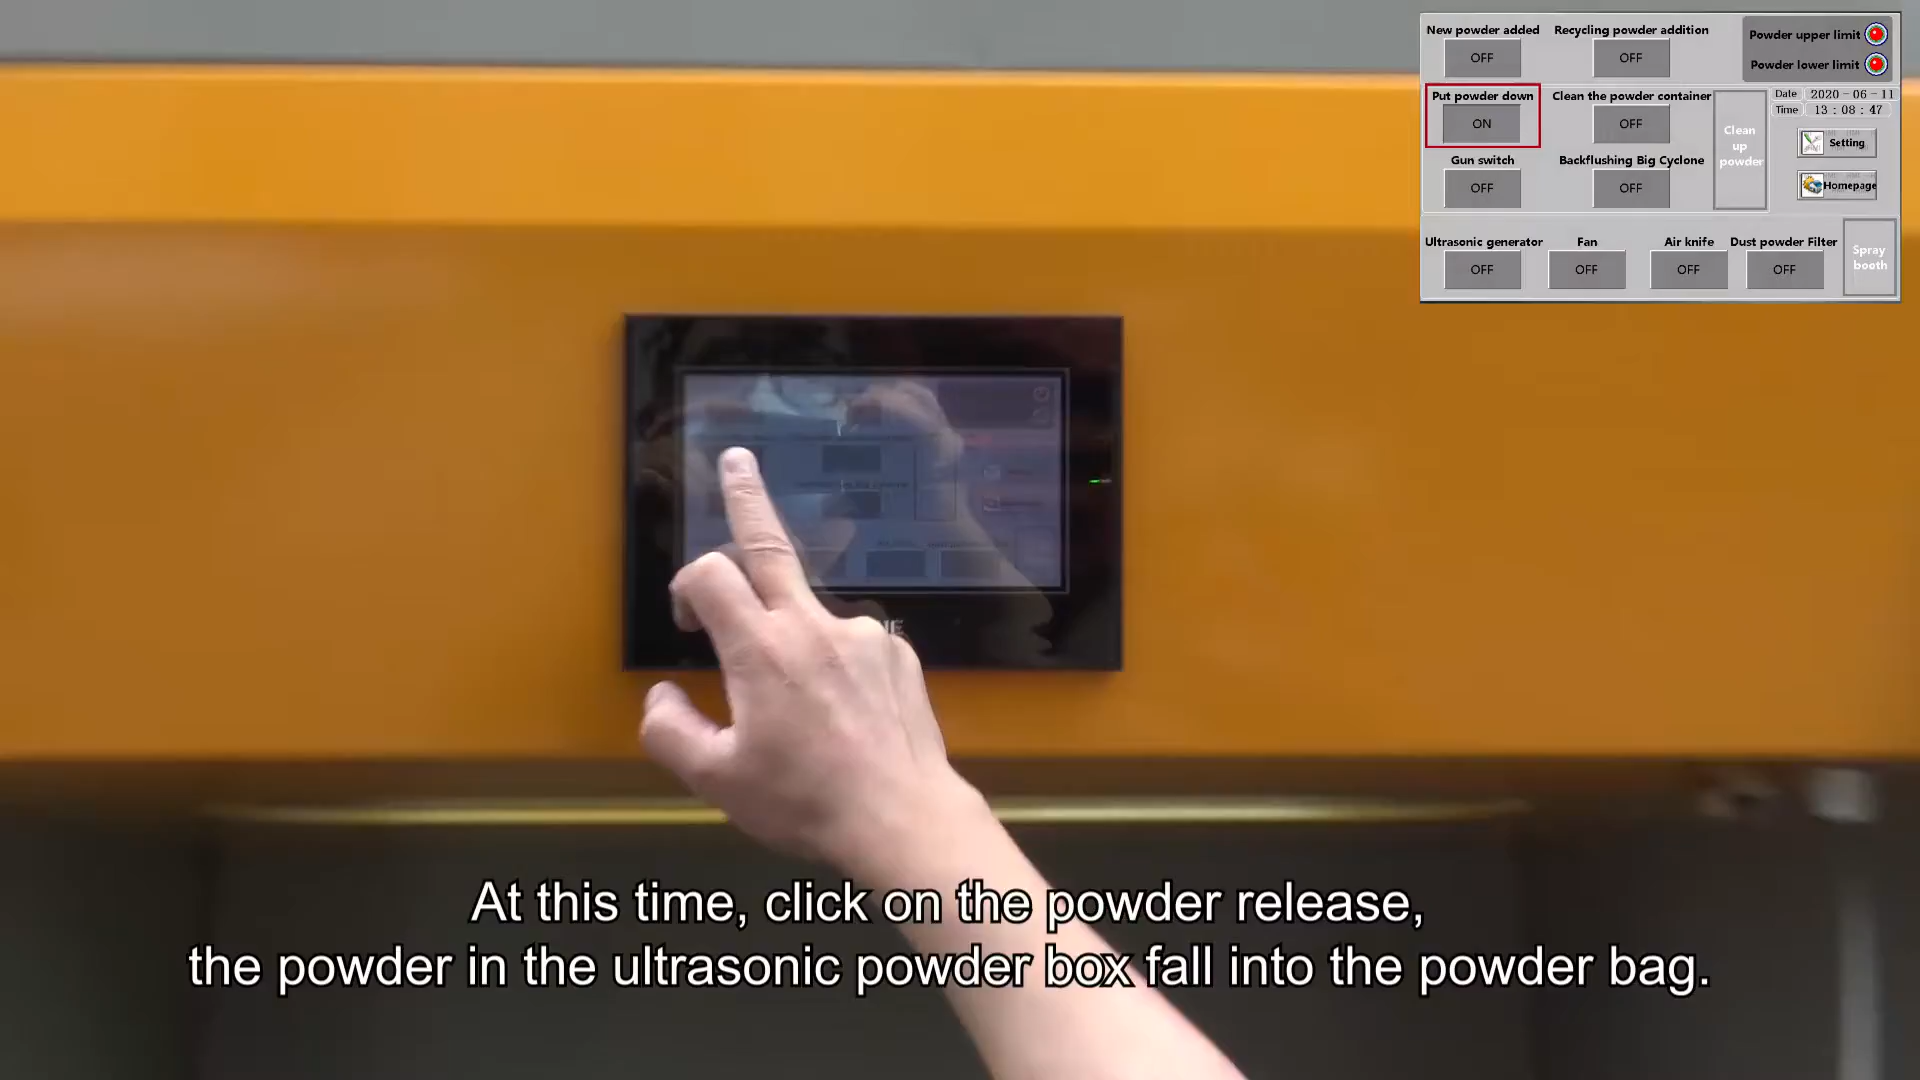 New powder added Recycling powder addition Powder upper limit
OFF OFF Powder lower limit
Put powder down Clean the powder container Date 2020-06-11
Time 13:08:47
ON OFF Clean up powder Setting
Gun switch Backflushing Big Cyclone Homepage
OFF OFF
Ultrasonic generator Fan Air knife Dust powder Filter Spray booth
OFF OFF OFF OFF
At this time, click on the powder release,
the powder in the ultrasonic powder box fall into the powder bag.